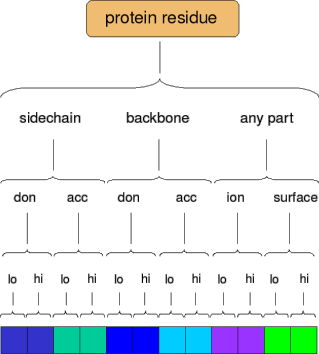 protein residue
sidechain backbone any part
don acc don acc ion surface
lo hi lo hi lo hi lo hi lo hi lo hi